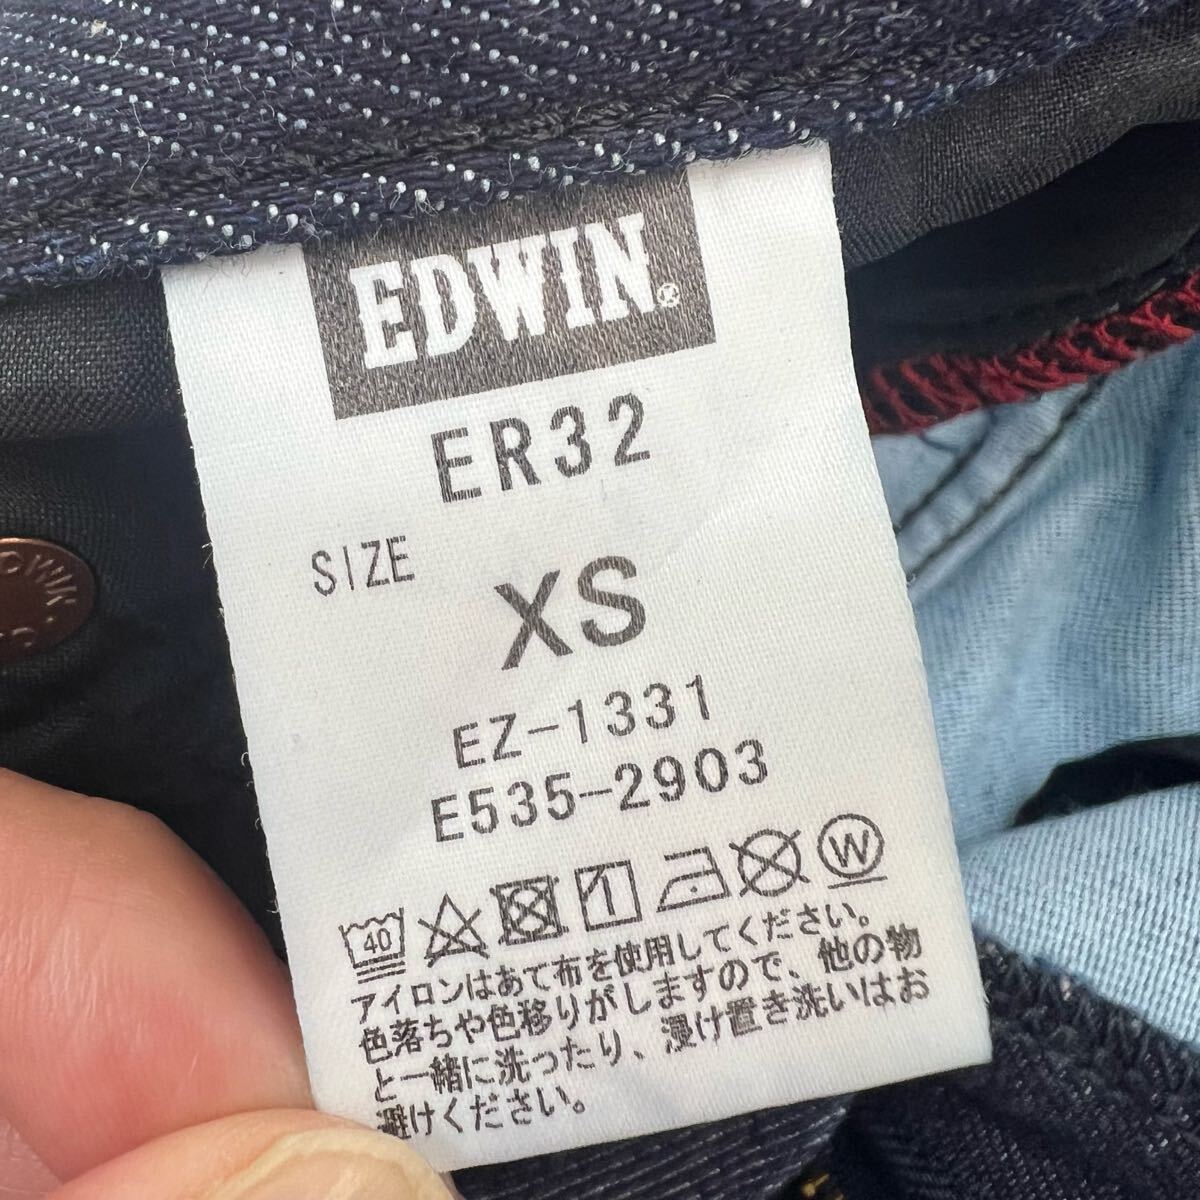 EDWIN®
ER32
SIZE
XS
EZ-1331
E535-2903
40 1 W
アイロンはあて布を使用してください。
色落ちや色移りがしますので、他の物
と一緒に洗ったり、浸け置き洗いはお
避けください。